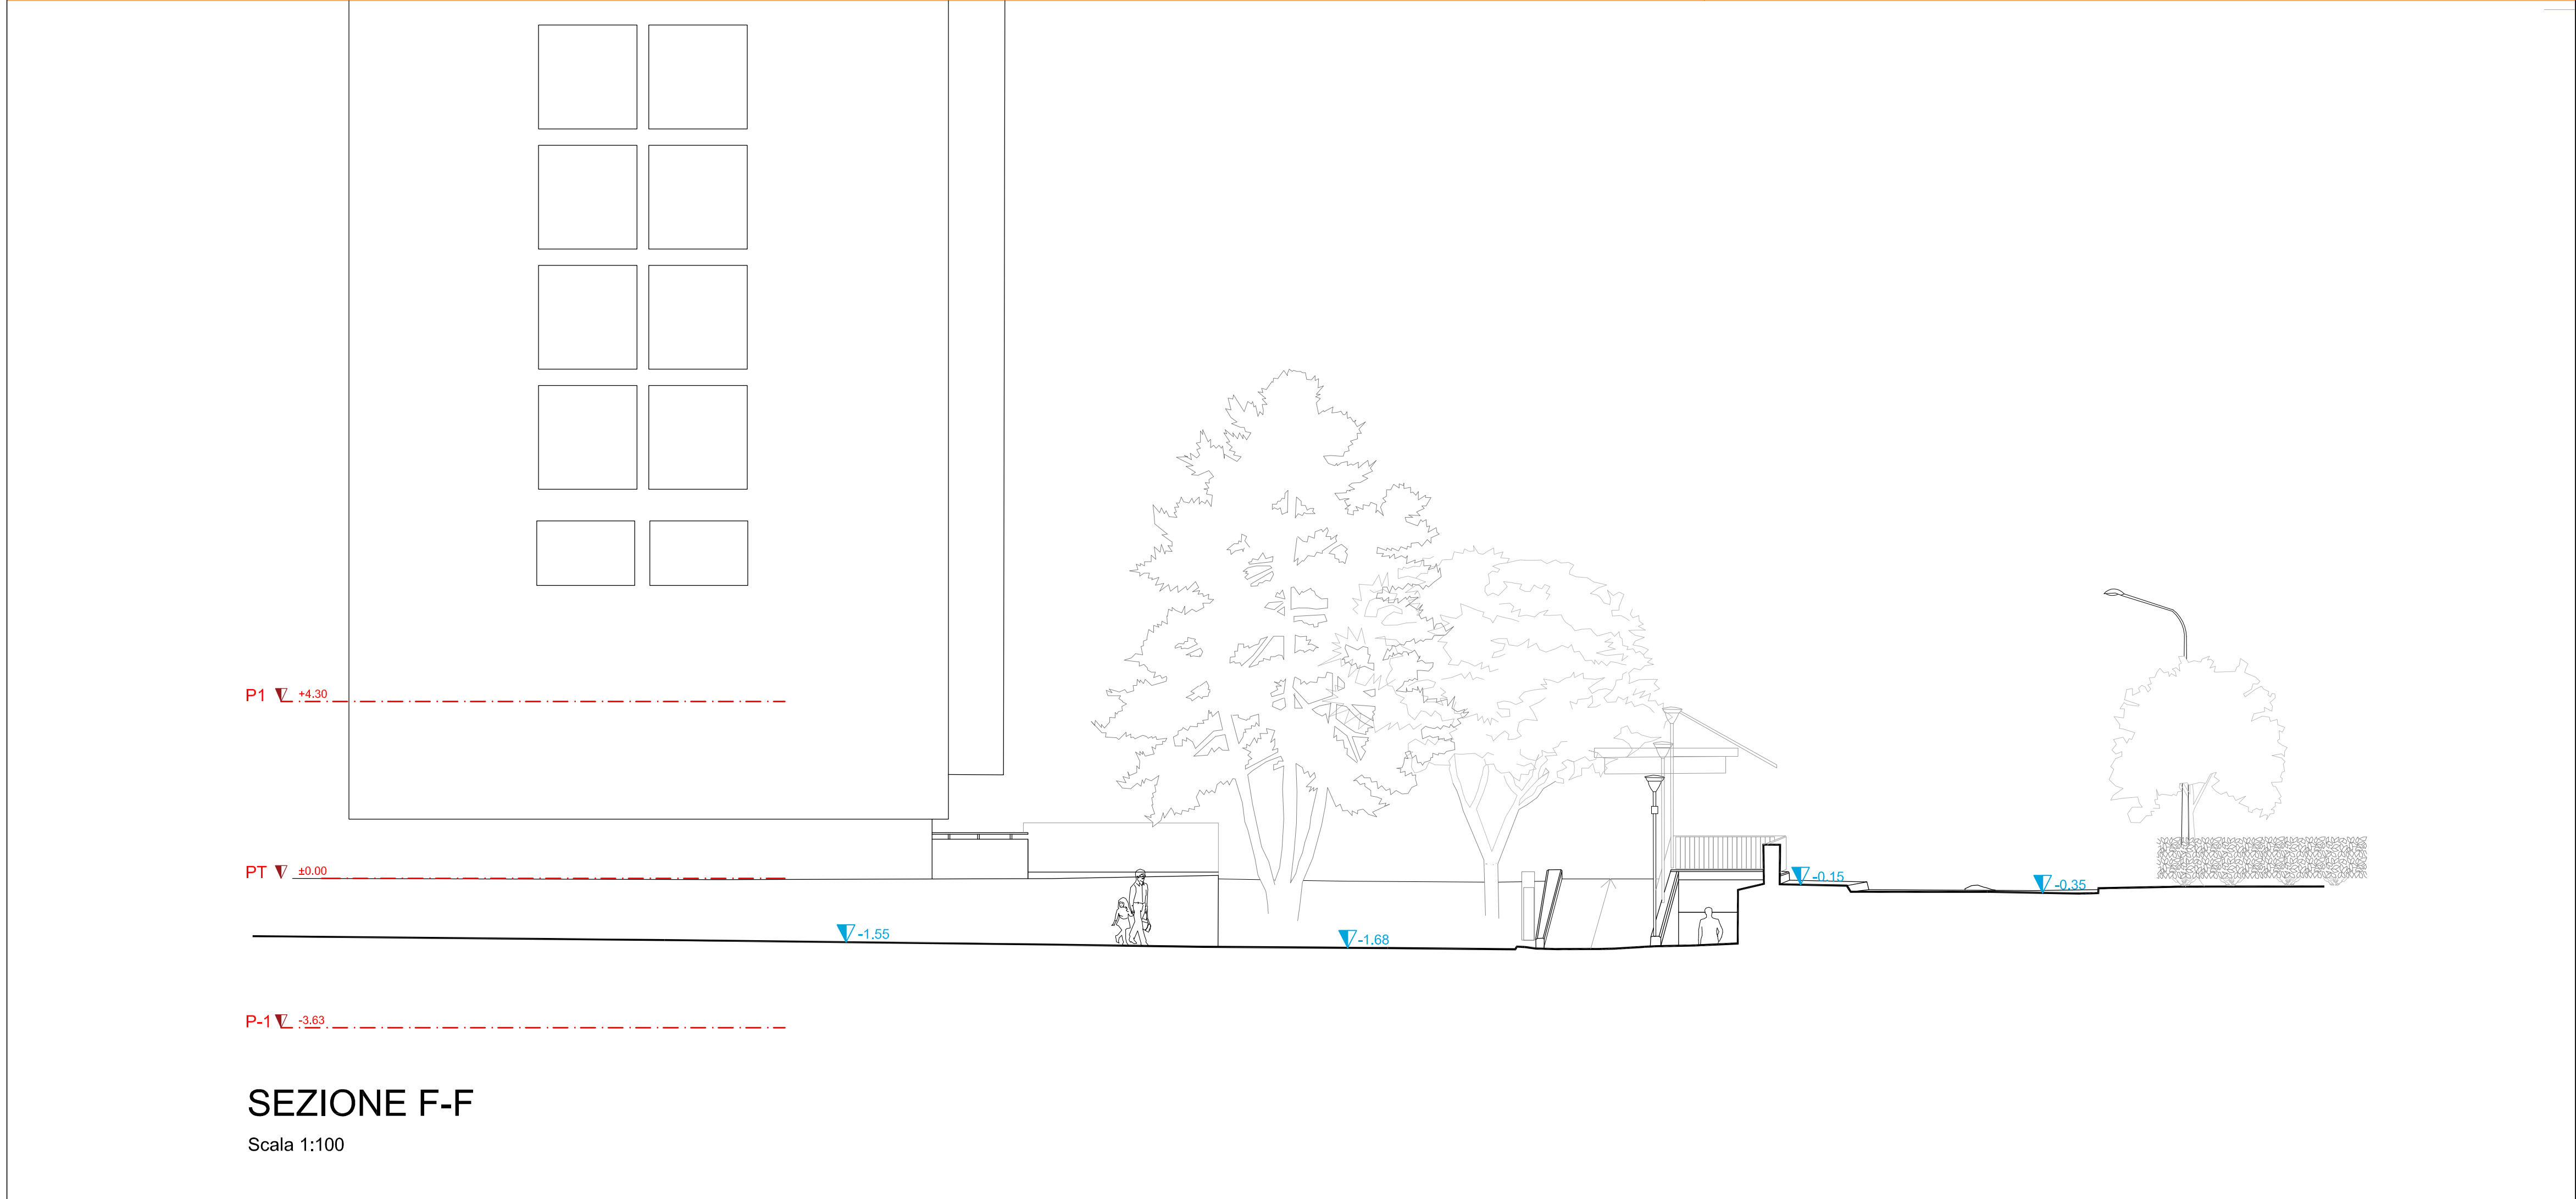 P1 +4.30
PT ±0.00
-0.15
-0.35
-1.55
-1.68
P-1 -3.63
SEZIONE F-F
Scala 1:100